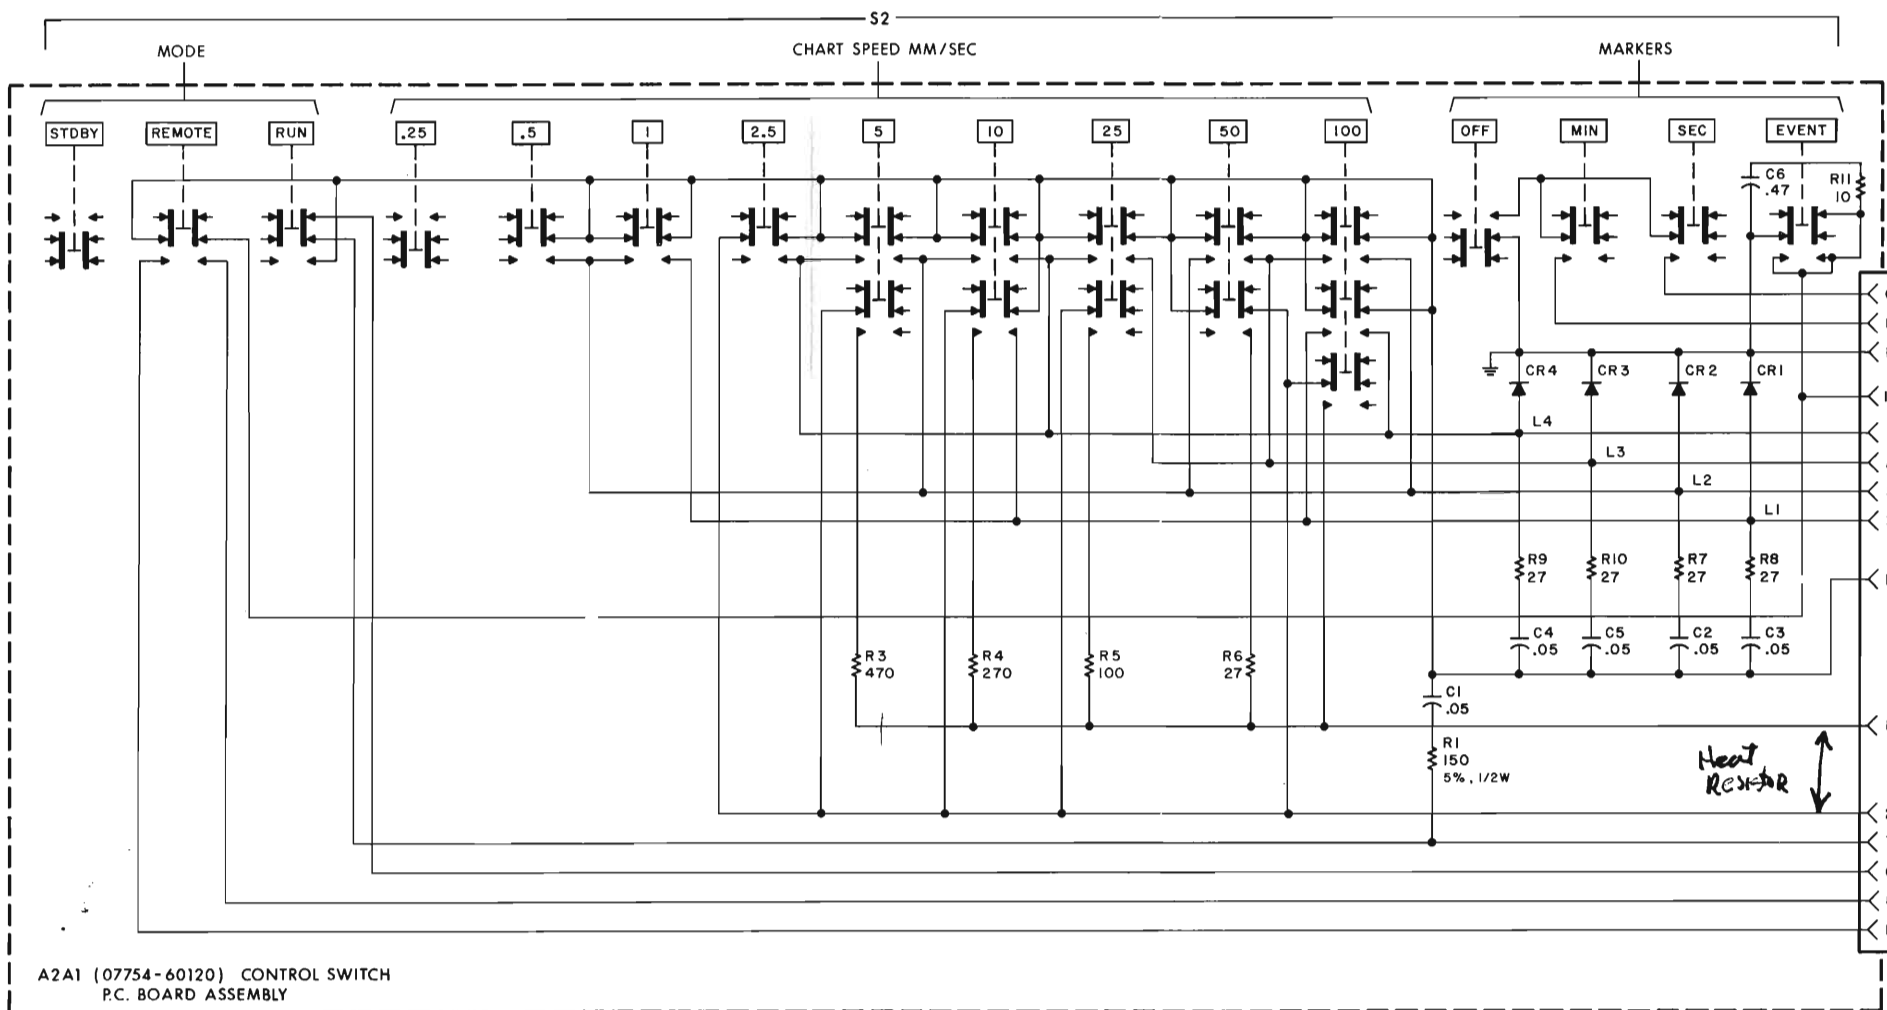 S2
MODE
CHART SPEED MM/SEC
MARKERS
STDBY
REMOTE
RUN
.25
.5
1
2.5
5
10
25
50
100
OFF
MIN
SEC
EVENT
C6
.47
R11
10
CR4
CR3
CR2
CR1
L4
L3
L2
L1
R9
27
R10
27
R7
27
R8
27
C4
.05
C5
.05
C2
.05
C3
.05
R3
470
R4
270
R5
100
R6
27
C1
.05
R1
150
5%, 1/2W
Heat
RESISTOR
A2A1 (07754-60120) CONTROL SWITCH
P.C. BOARD ASSEMBLY